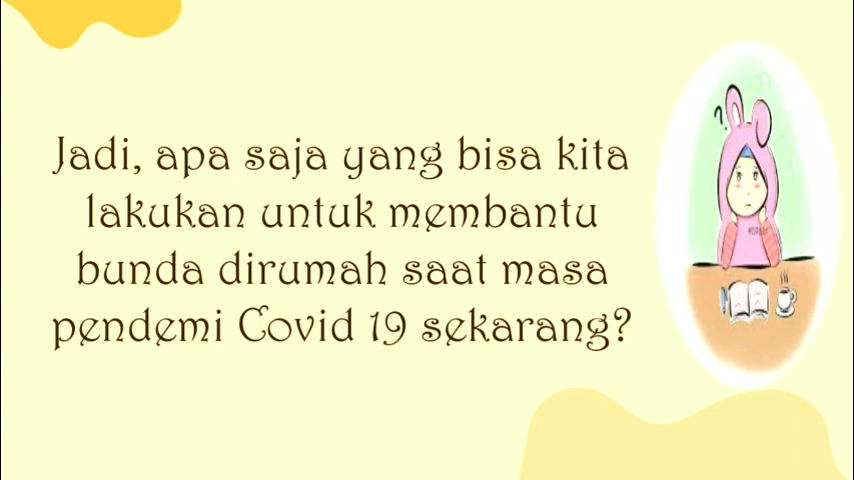 Jadi, apa saja yang bisa kita
lakukan untuk membantu
bunda dirumah saat masa
pendemi Covid 19 sekarang?